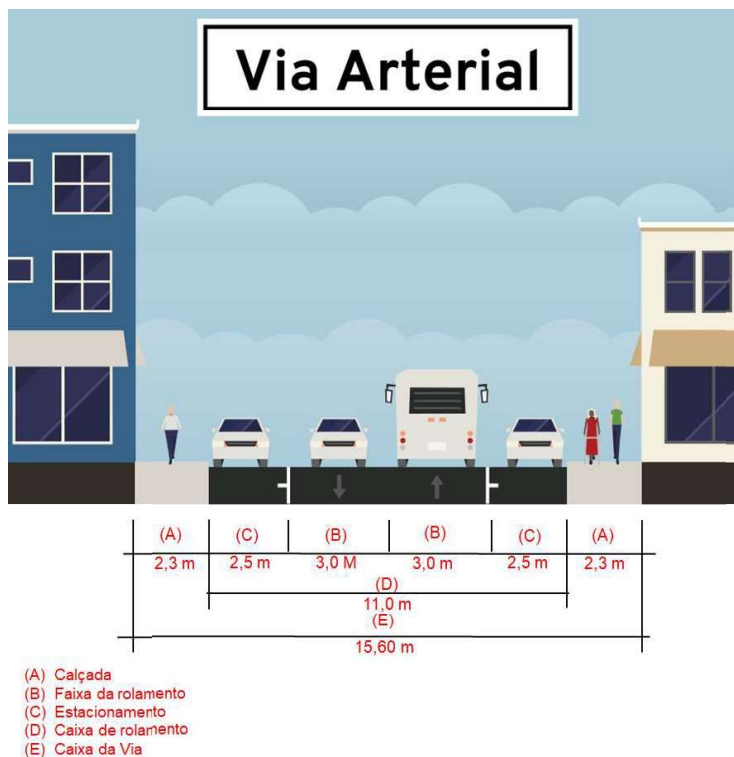 Via Arterial
(A) (C) (B) (B) (C) (A)
2,3 m 2,5 m 3,0 M 3,0 m 2,5 m 2,3 m
(D)
11,0 m
(E)
15,60 m
(A) Calçada
(B) Faixa da rolamento
(C) Estacionamento
(D) Caixa de rolamento
(E) Caixa da Via